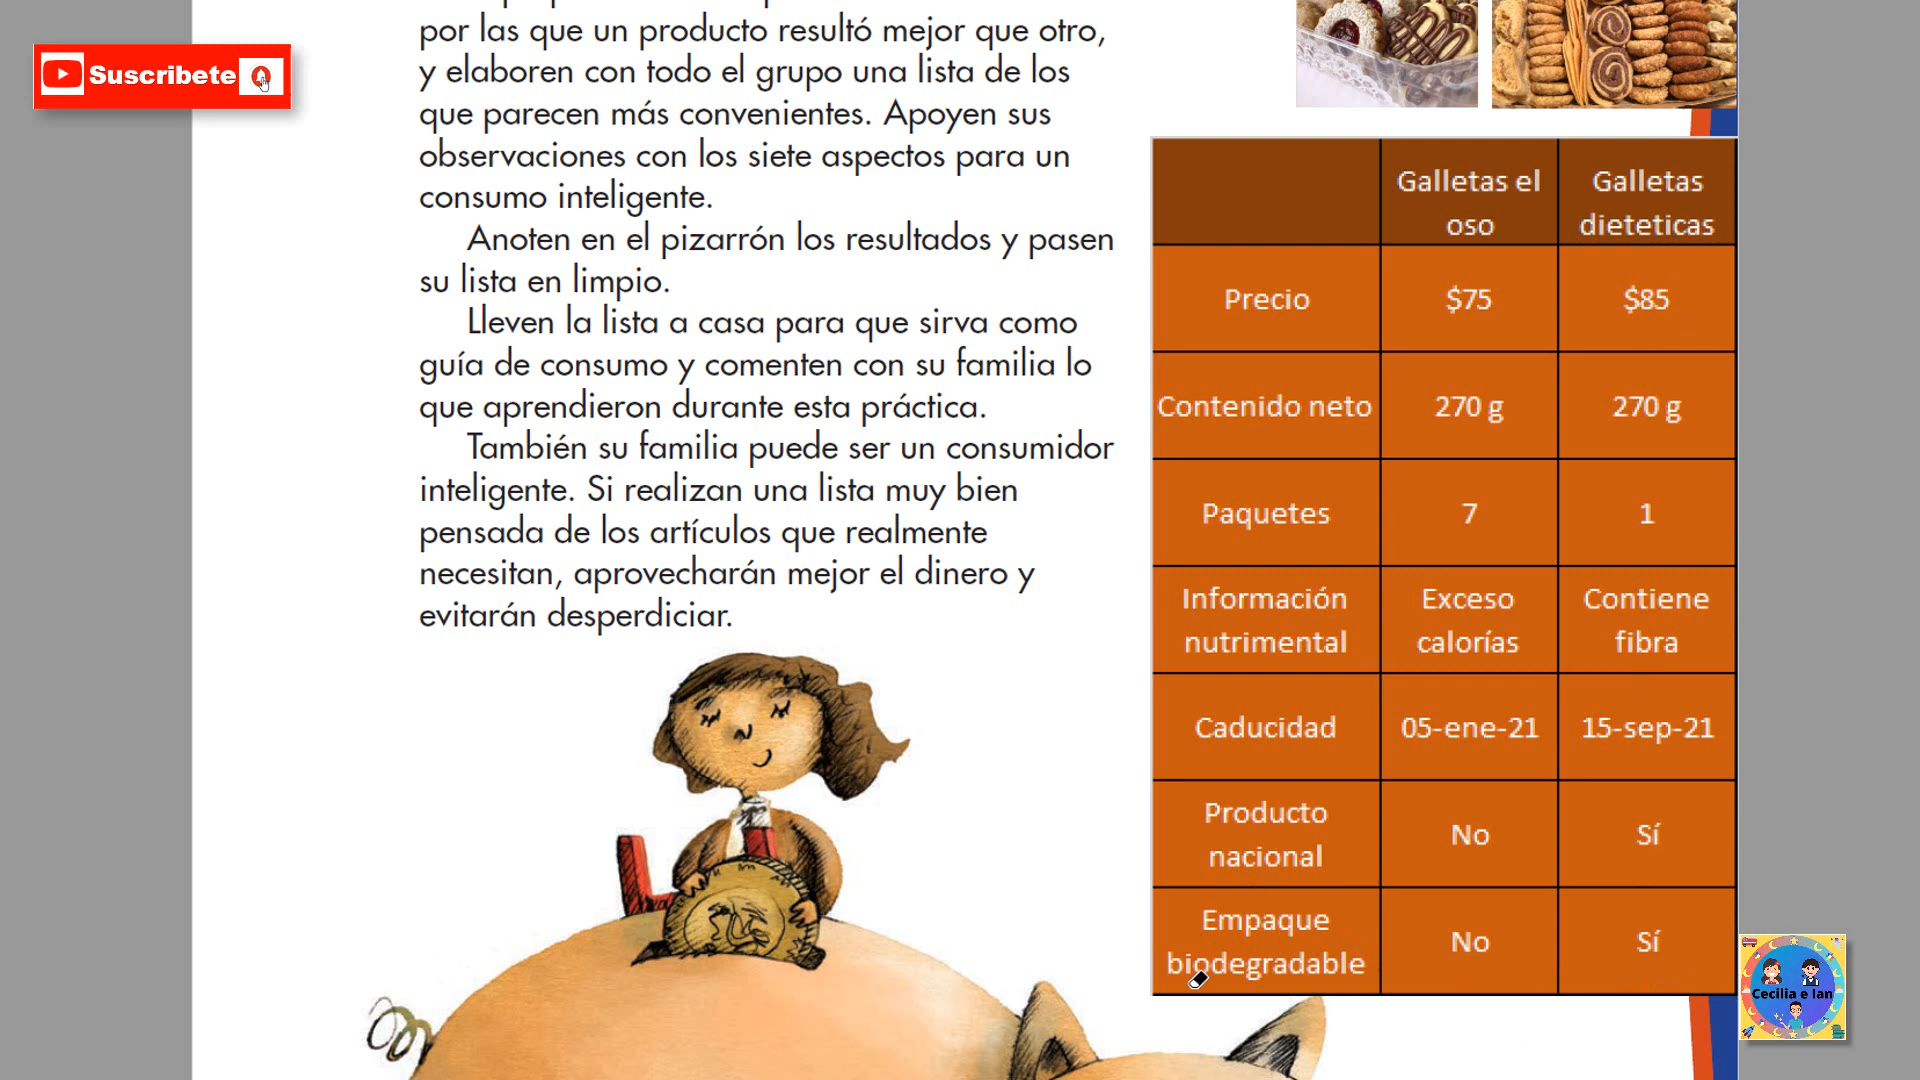 Suscribete
por las que un producto resultó mejor que otro,
y elaboren con todo el grupo una lista de los
que parecen más convenientes. Apoyen sus
observaciones con los siete aspectos para un
consumo inteligente.
Anoten en el pizarrón los resultados y pasen
su lista en limpio.
Lleven la lista a casa para que sirva como
guía de consumo y comenten con su familia lo
que aprendieron durante esta práctica.
También su familia puede ser un consumidor
inteligente. Si realizan una lista muy bien
pensada de los artículos que realmente
necesitan, aprovecharán mejor el dinero y
evitarán desperdiciar.
Galletas el oso Galletas dieteticas
Precio $75 $85
Contenido neto 270 g 270 g
Paquetes 7 1
Información nutrimental Exceso calorías Contiene fibra
Caducidad 05-ene-21 15-sep-21
Producto nacional No Sí
Empaque biodegradable No Sí
Cecilia e Ian